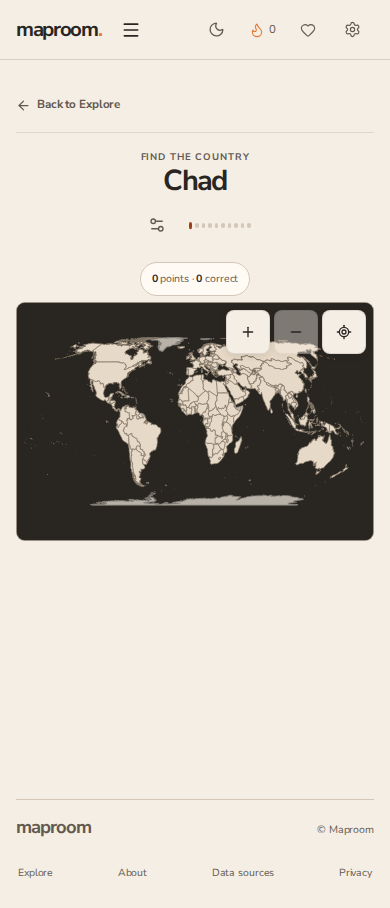 maproom.
0
Back to Explore
FIND THE COUNTRY
Chad
0 points · 0 correct
maproom
© Maproom
Explore About Data sources Privacy